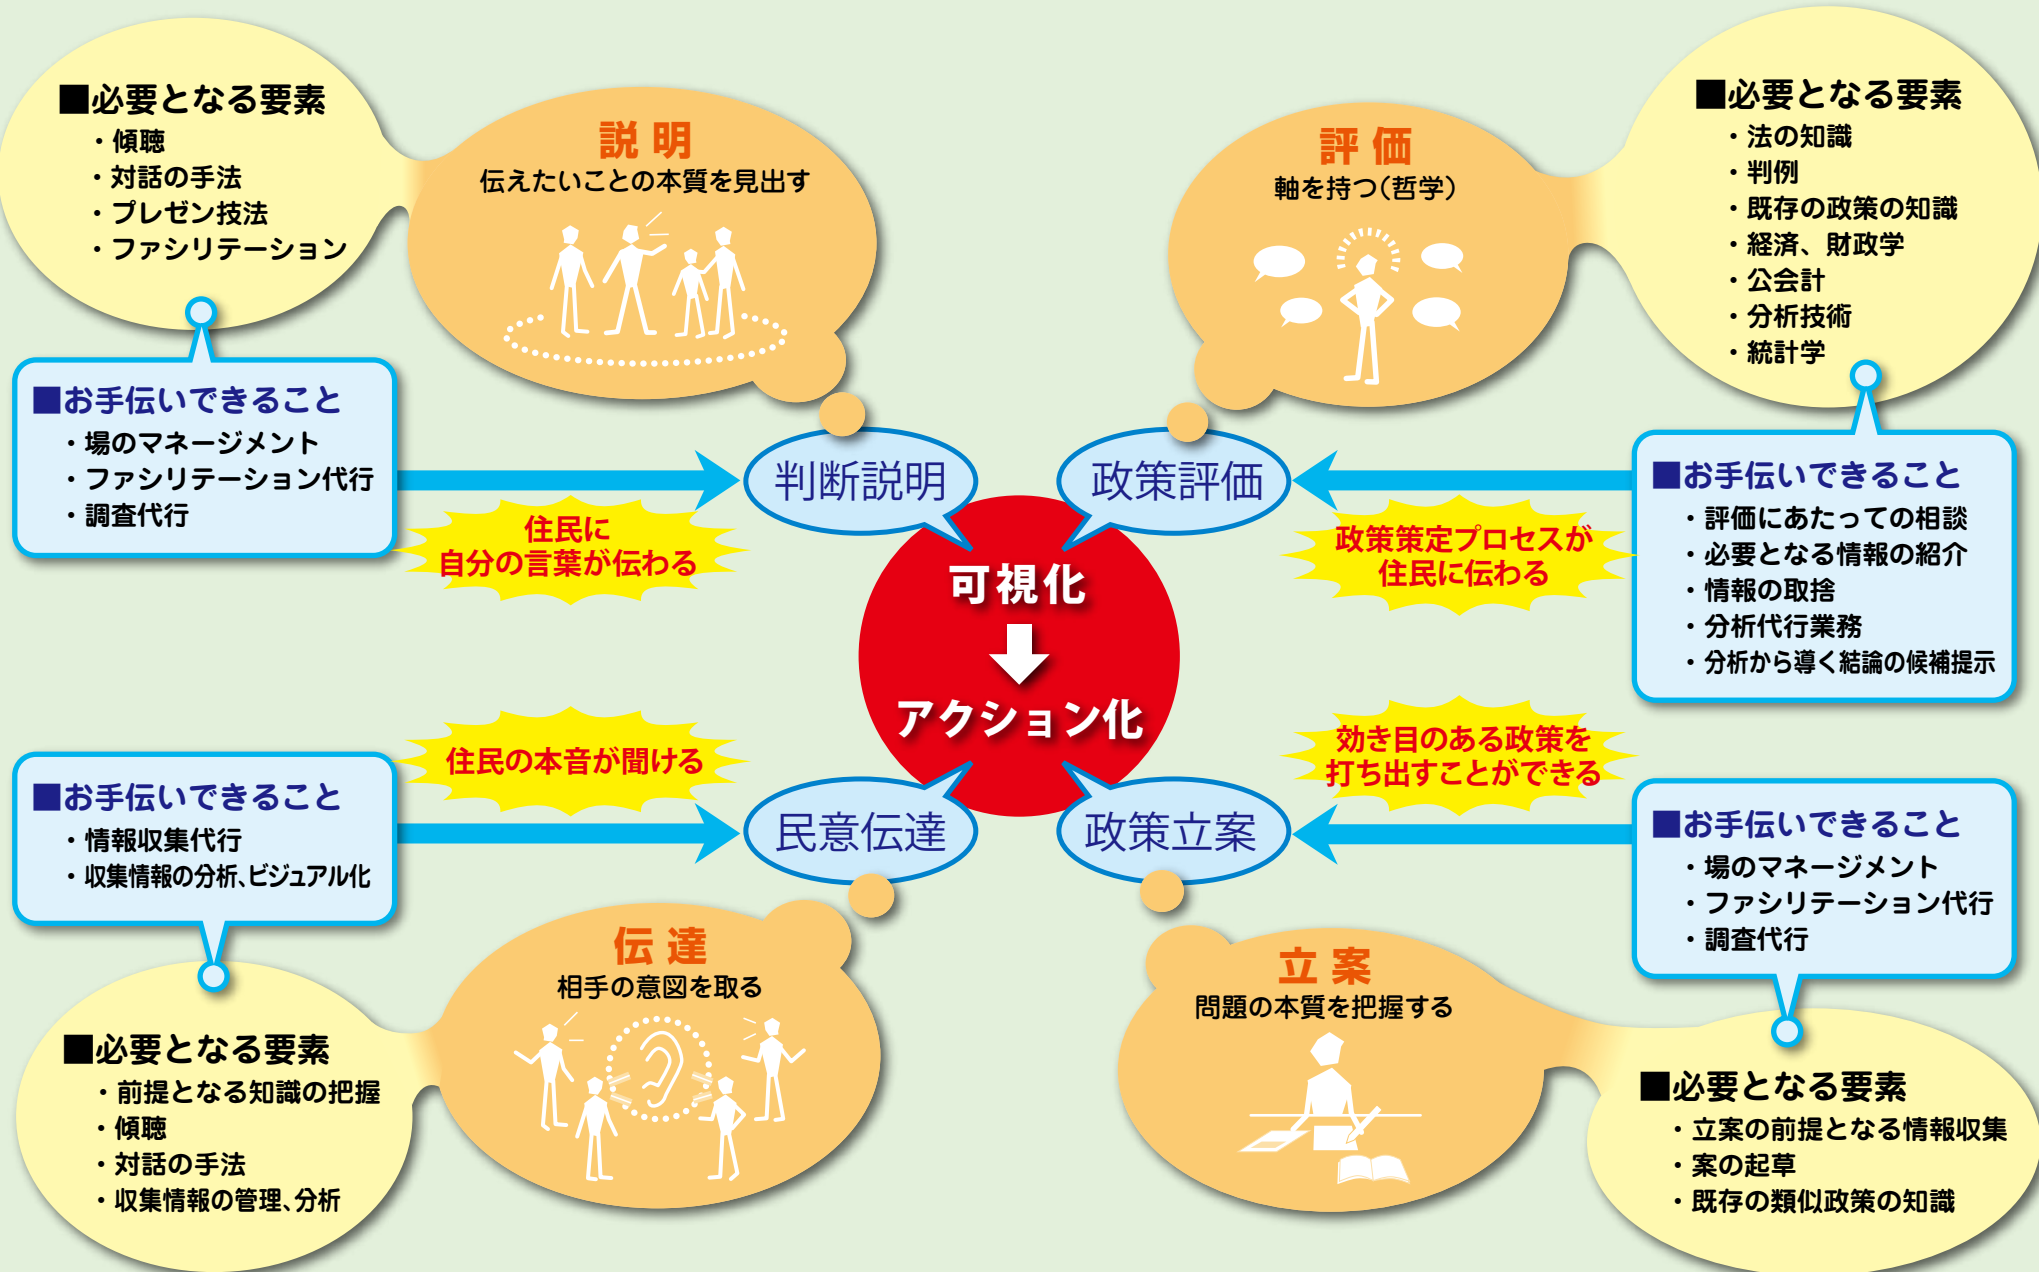 ■必要となる要素
・傾聴
・対話の手法
・プレゼン技法
・ファシリテーション
説明
伝えたいことの本質を見出す
■お手伝いできること
・場のマネージメント
・ファシリテーション代行
・調査代行
住民に
自分の言葉が伝わる
判断説明
評価
軸を持つ(哲学)
■必要となる要素
・法の知識
・判例
・既存の政策の知識
・経済、財政学
・公会計
・分析技術
・統計学
政策評価
政策策定プロセスが
住民に伝わる
■お手伝いできること
・評価にあたっての相談
・必要となる情報の紹介
・情報の取捨
・分析代行業務
・分析から導く結論の候補提示
可視化
アクション化
住民の本音が聞ける
■お手伝いできること
・情報収集代行
・収集情報の分析、ビジュアル化
民意伝達
伝達
相手の意図を取る
■必要となる要素
・前提となる知識の把握
・傾聴
・対話の手法
・収集情報の管理、分析
効き目のある政策を
打ち出すことができる
政策立案
■お手伝いできること
・場のマネージメント
・ファシリテーション代行
・調査代行
立案
問題の本質を把握する
■必要となる要素
・立案の前提となる情報収集
・案の起草
・既存の類似政策の知識